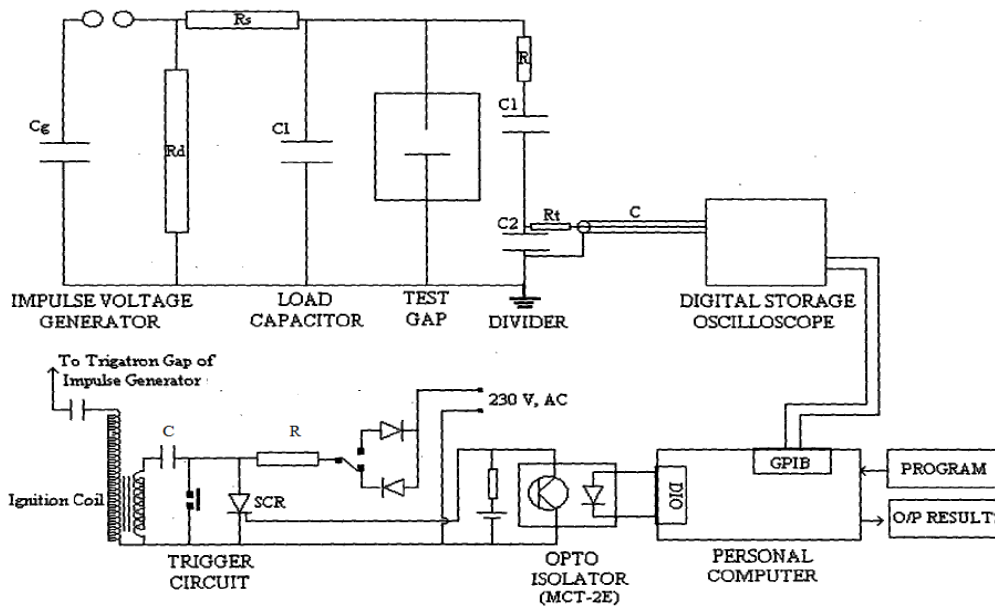 Rs
R
Cg
Rd
Cl
C1
C2
Rt
C
IMPULSE VOLTAGE
GENERATOR
LOAD
CAPACITOR
TEST
GAP
DIVIDER
DIGITAL STORAGE
OSCILLOSCOPE
To Trigatron Gap of
Impulse Generator
230 V, AC
C
R
Ignition Coil
SCR
GPIB
DIO
PROGRAM
O/P RESULTS
TRIGGER
CIRCUIT
OPTO
ISOLATOR
(MCT-2E)
PERSONAL
COMPUTER